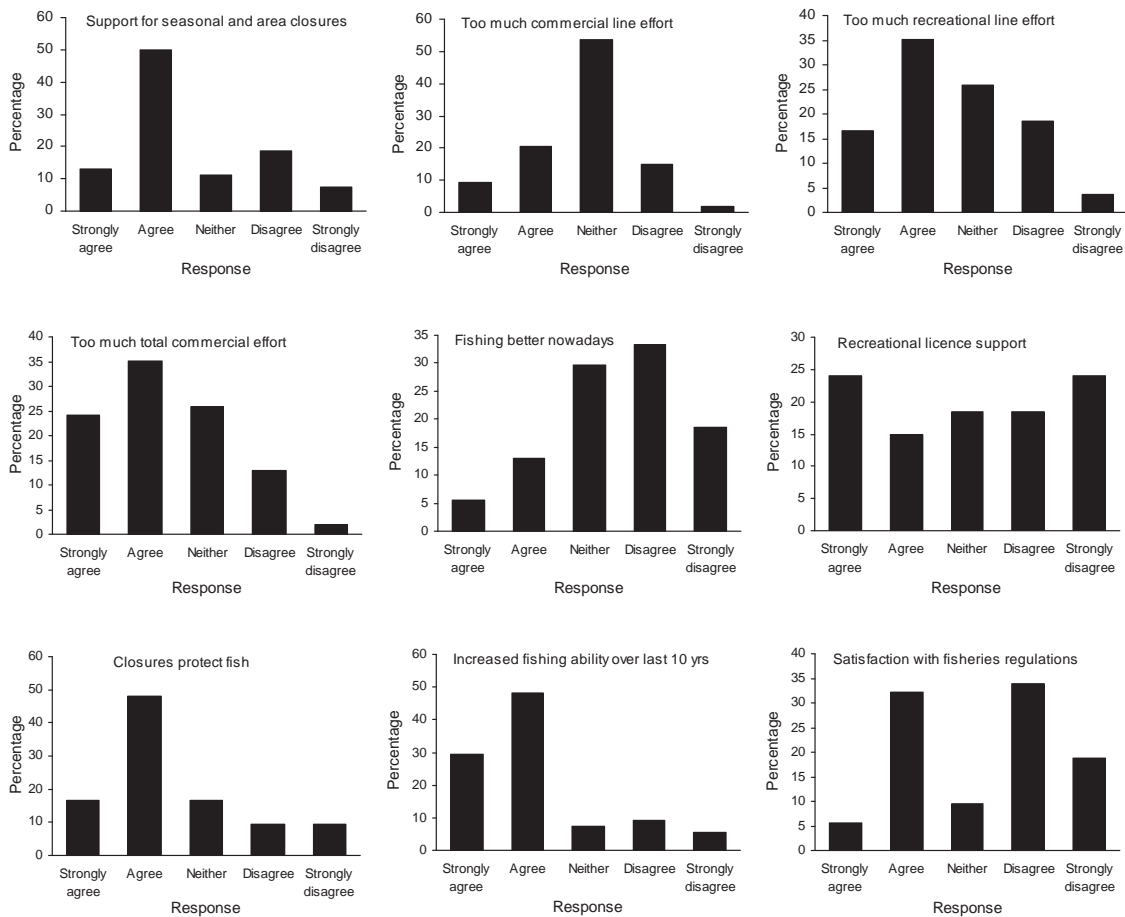 Support for seasonal and area closures
60
50
40
30
20
10
0
Percentage
Strongly agree
Agree
Neither
Disagree
Strongly disagree
Response
Too much commercial line effort
60
50
40
30
20
10
0
Percentage
Strongly agree
Agree
Neither
Disagree
Strongly disagree
Response
Too much recreational line effort
40
35
30
25
20
15
10
5
0
Percentage
Strongly agree
Agree
Neither
Disagree
Strongly disagree
Response
Too much total commercial effort
40
35
30
25
20
15
10
5
0
Percentage
Strongly agree
Agree
Neither
Disagree
Strongly disagree
Response
Fishing better nowadays
35
30
25
20
15
10
5
0
Percentage
Strongly agree
Agree
Neither
Disagree
Strongly disagree
Response
Recreational licence support
30
25
20
15
10
5
0
Percentage
Strongly agree
Agree
Neither
Disagree
Strongly disagree
Response
Closures protect fish
60
50
40
30
20
10
0
Percentage
Strongly agree
Agree
Neither
Disagree
Strongly disagree
Response
Increased fishing ability over last 10 yrs
60
50
40
30
20
10
0
Percentage
Strongly agree
Agree
Neither
Disagree
Strongly disagree
Response
Satisfaction with fisheries regulations
40
35
30
25
20
15
10
5
0
Percentage
Strongly agree
Agree
Neither
Disagree
Strongly disagree
Response